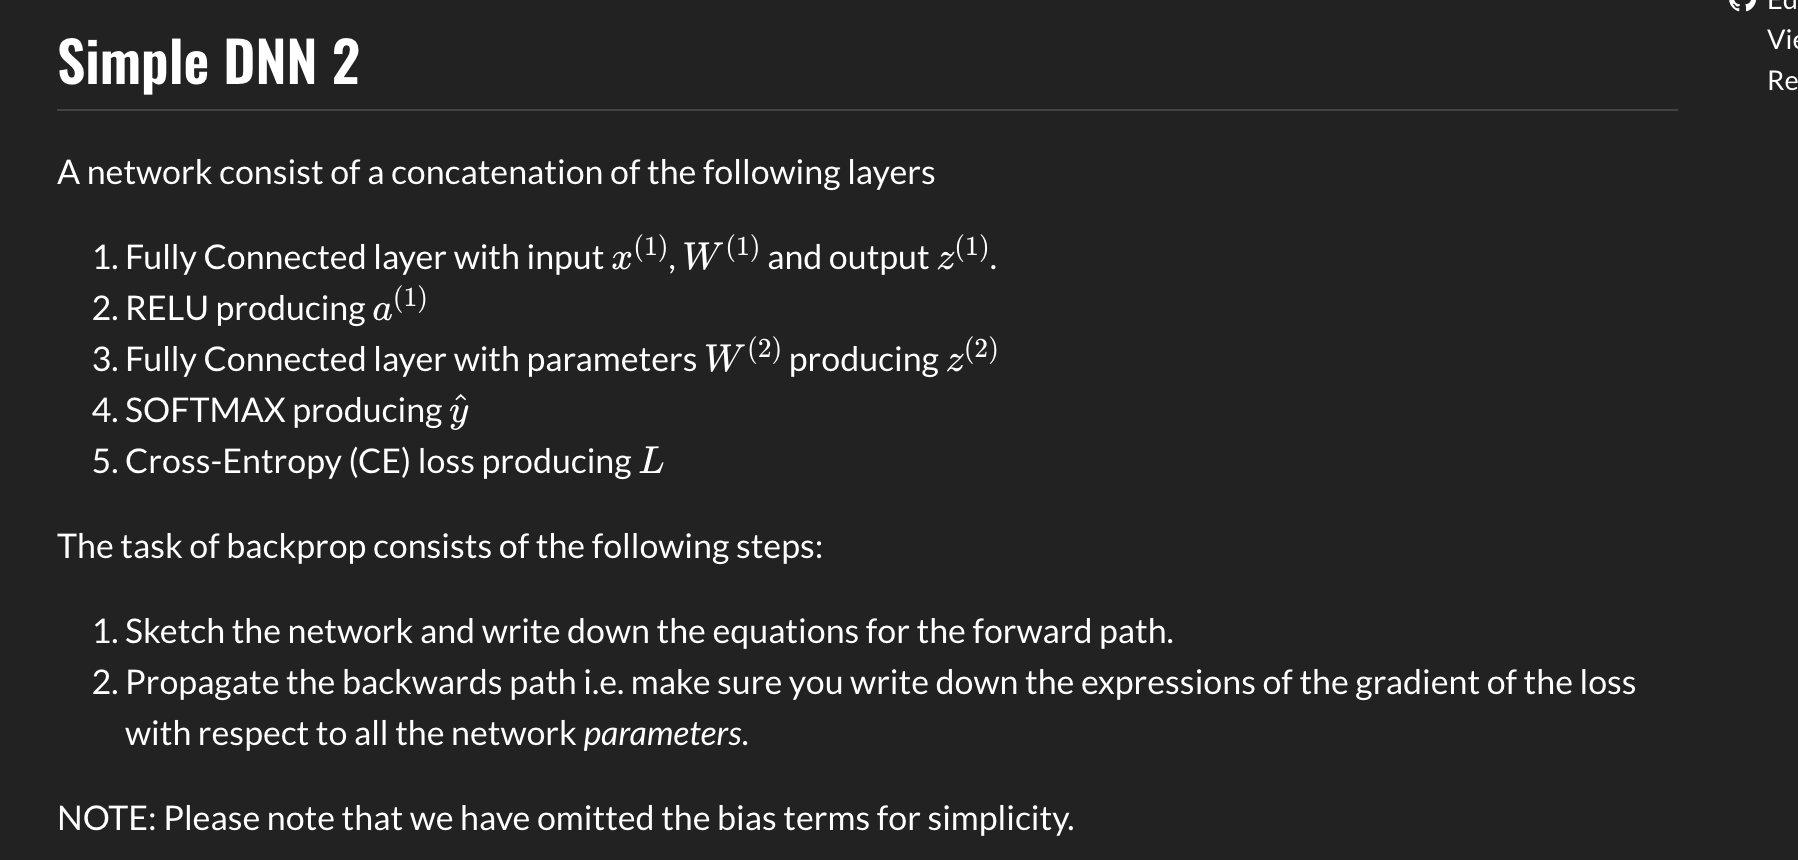 Simple DNN 2
Vie
Re
A network consist of a concatenation of the following layers
1. Fully Connected layer with input x^(1), W^(1) and output z^(1).
2. RELU producing a^(1)
3. Fully Connected layer with parameters W^(2) producing z^(2)
4. SOFTMAX producing ŷ
5. Cross-Entropy (CE) loss producing L
The task of backprop consists of the following steps:
1. Sketch the network and write down the equations for the forward path.
2. Propagate the backwards path i.e. make sure you write down the expressions of the gradient of the loss
with respect to all the network parameters.
NOTE: Please note that we have omitted the bias terms for simplicity.